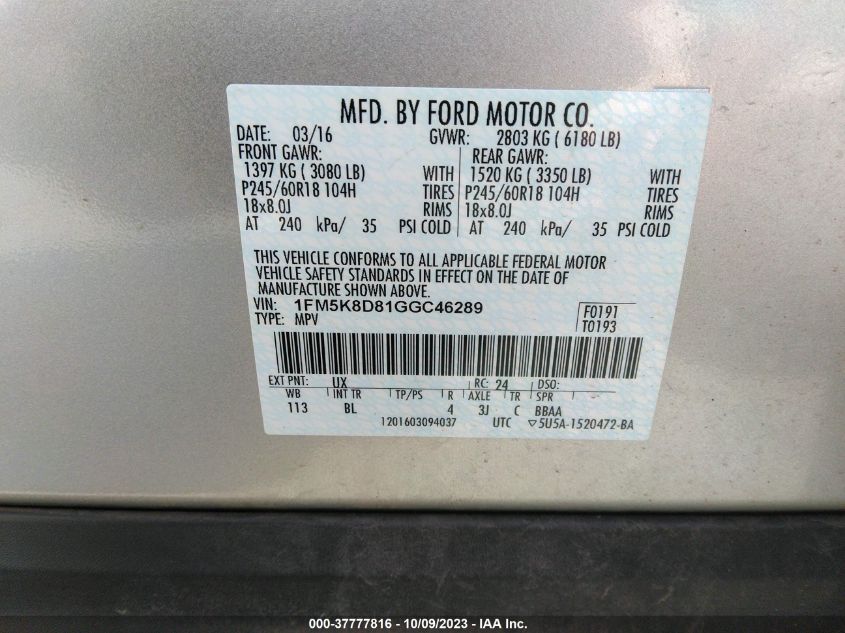 MFD. BY FORD MOTOR CO.
DATE: 03/16 GVWR: 2803 KG ( 6180 LB)
FRONT GAWR: REAR GAWR:
1397 KG ( 3080 LB) WITH 1520 KG ( 3350 LB) WITH
P245/60R18 104H TIRES P245/60R18 104H TIRES
18x8.0J RIMS 18x8.0J RIMS
AT 240 kPa/ 35 PSI COLD AT 240 kPa/ 35 PSI COLD
THIS VEHICLE CONFORMS TO ALL APPLICABLE FEDERAL MOTOR
VEHICLE SAFETY STANDARDS IN EFFECT ON THE DATE OF
MANUFACTURE SHOWN ABOVE.
VIN: 1FM5K8D81GGC46289 F0191
TYPE: MPV T0193
EXT PNT: UX RC: 24 DSO:
WB INT TR TP/PS R AXLE TR SPR
113 BL 4 3J C BBAA
1201603094037 UTC ▽5U5A-1520472-BA
000-37777816 - 10/09/2023 - IAA Inc.